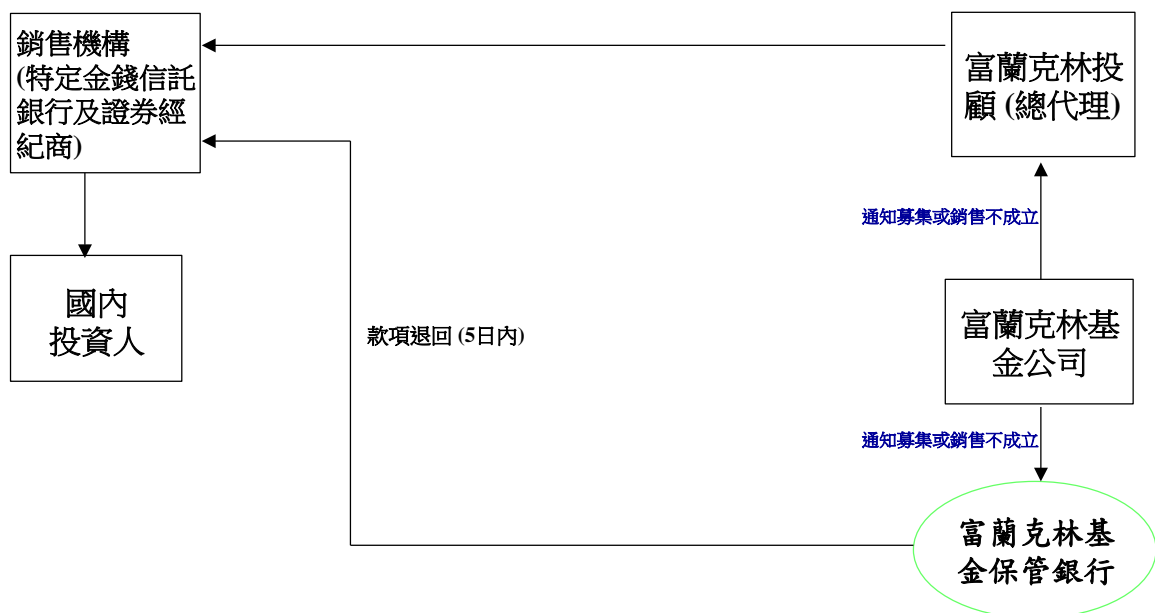 銷售機構
(特定金錢信託
銀行及證券經
紀商)
富蘭克林投
顧 (總代理)
通知募集或銷售不成立
國內
投資人
款項退回 (5日內)
富蘭克林基
金公司
通知募集或銷售不成立
富蘭克林基
金保管銀行